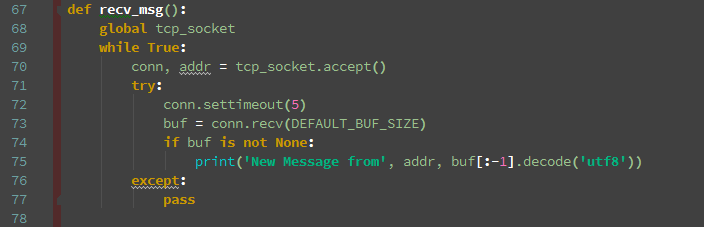 67 def recv_msg():
68     global tcp_socket
69     while True:
70         conn, addr = tcp_socket.accept()
71         try:
72             conn.settimeout(5)
73             buf = conn.recv(DEFAULT_BUF_SIZE)
74             if buf is not None:
75                 print('New Message from', addr, buf[:-1].decode('utf8'))
76         except:
77             pass
78